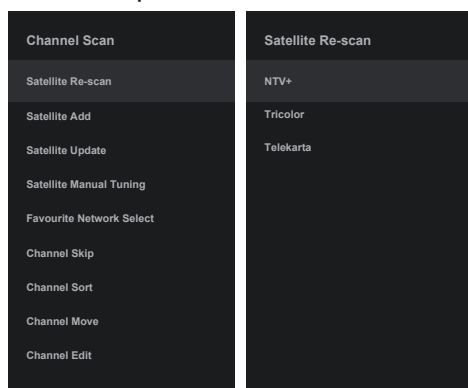 Channel Scan
Satellite Re-scan
Satellite Add
Satellite Update
Satellite Manual Tuning
Favourite Network Select
Channel Skip
Channel Sort
Channel Move
Channel Edit
Satellite Re-scan
NTV+
Tricolor
Telekarta